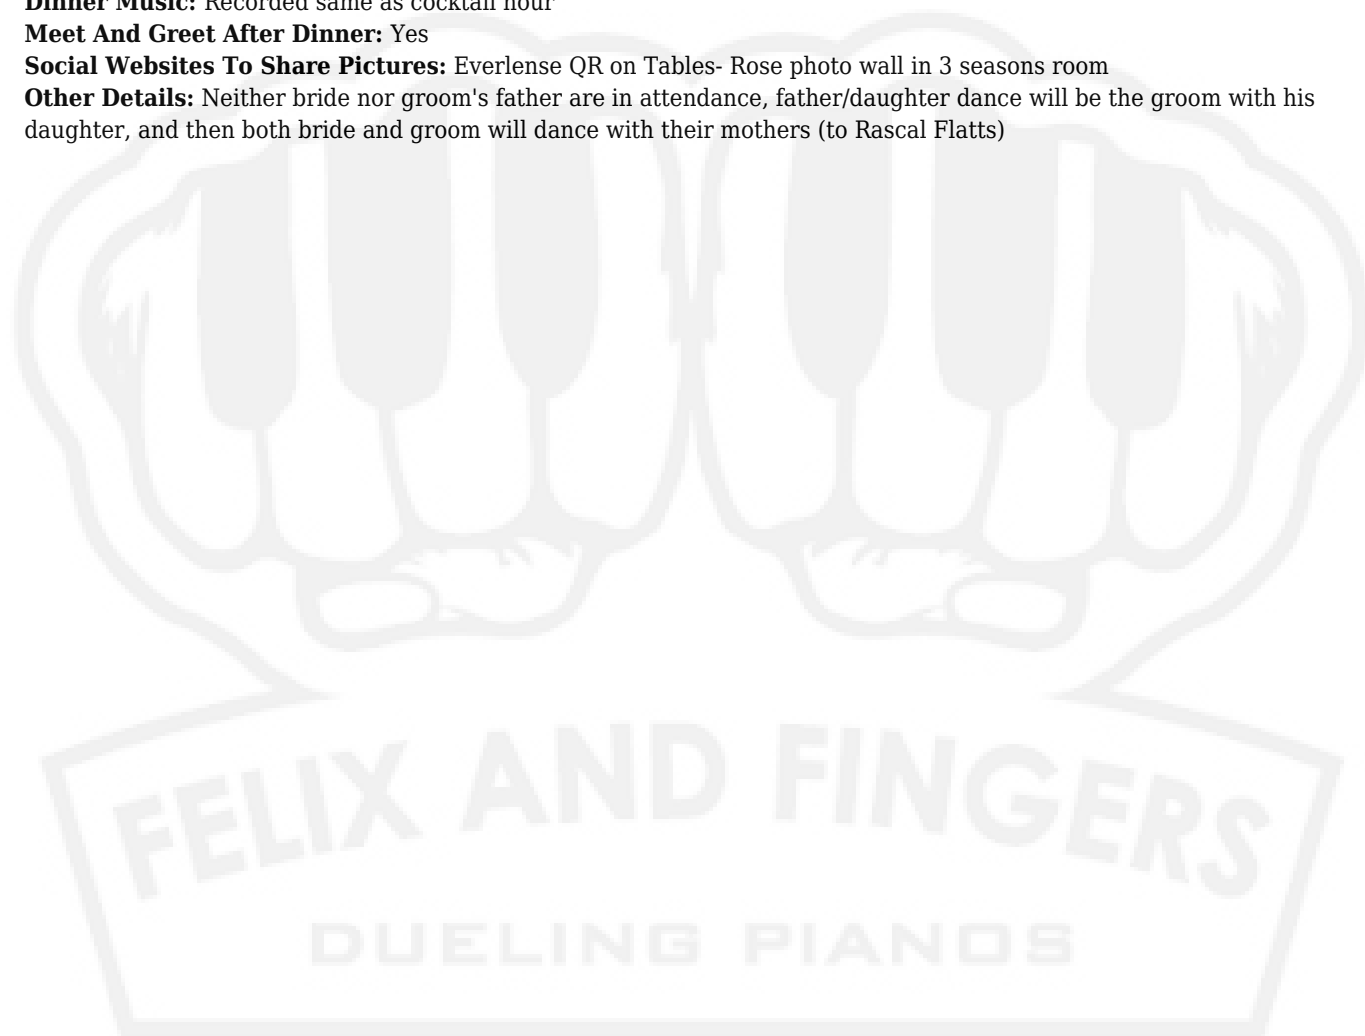 Dinner Music: Recorded same as cocktail hour
Meet And Greet After Dinner: Yes
Social Websites To Share Pictures: Everlense QR on Tables- Rose photo wall in 3 seasons room
Other Details: Neither bride nor groom's father are in attendance, father/daughter dance will be the groom with his
daughter, and then both bride and groom will dance with their mothers (to Rascal Flatts)
FELIX AND FINGERS
DUELING PIANOS